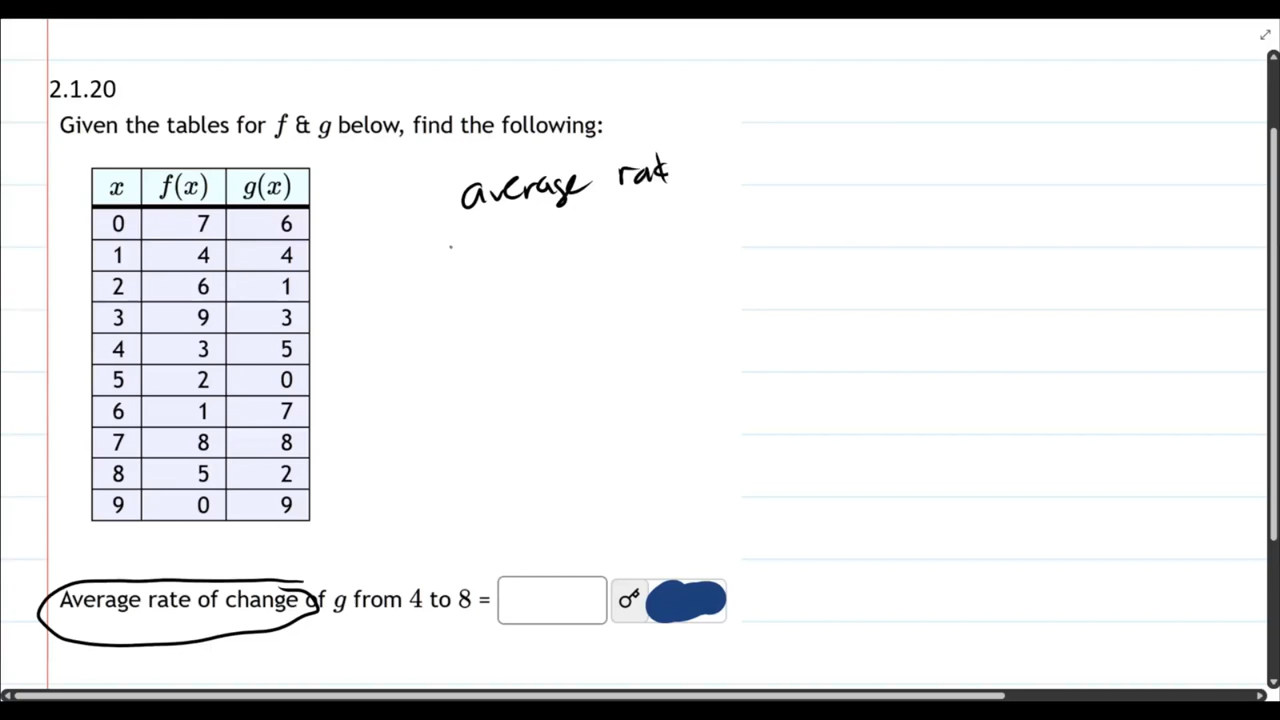 2.1.20
Given the tables for f & g below, find the following:
average rat
x f(x) g(x)
0 7 6
1 4 4
2 6 1
3 9 3
4 3 5
5 2 0
6 1 7
7 8 8
8 5 2
9 0 9
Average rate of change of g from 4 to 8 =